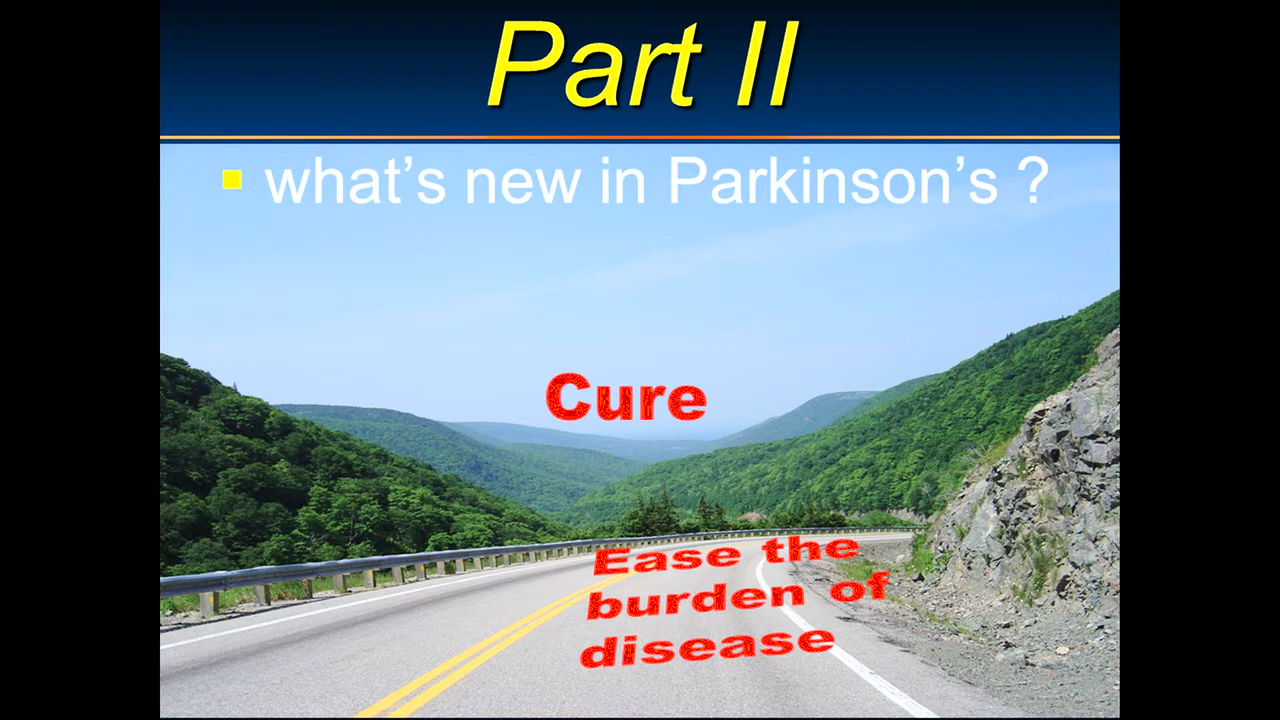 Part II
what’s new in Parkinson’s ?
Cure
Ease the
burden of
disease